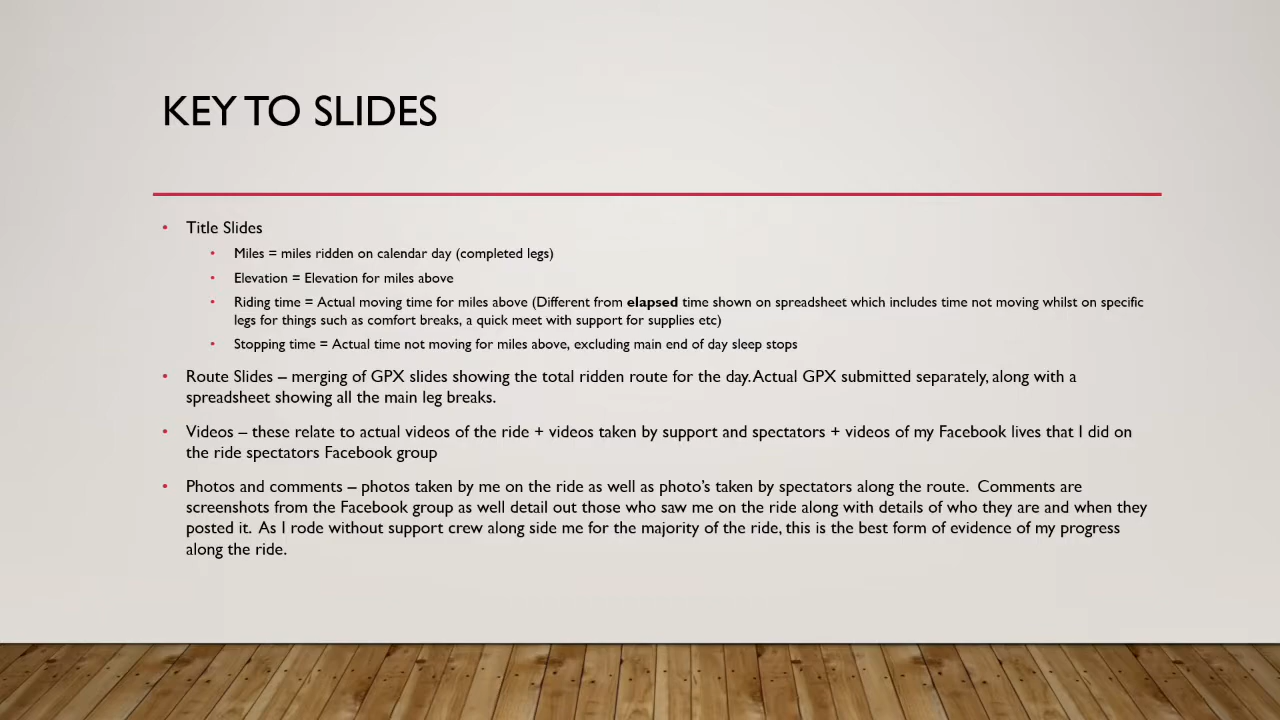 KEY TO SLIDES
• Title Slides
• Miles = miles ridden on calendar day (completed legs)
• Elevation = Elevation for miles above
• Riding time = Actual moving time for miles above (Different from elapsed time shown on spreadsheet which includes time not moving whilst on specific
legs for things such as comfort breaks, a quick meet with support for supplies etc)
• Stopping time = Actual time not moving for miles above, excluding main end of day sleep stops
• Route Slides – merging of GPX slides showing the total ridden route for the day. Actual GPX submitted separately, along with a
spreadsheet showing all the main leg breaks.
• Videos – these relate to actual videos of the ride + videos taken by support and spectators + videos of my Facebook lives that I did on
the ride spectators Facebook group
• Photos and comments – photos taken by me on the ride as well as photo's taken by spectators along the route.  Comments are
screenshots from the Facebook group as well detail out those who saw me on the ride along with details of who they are and when they
posted it.  As I rode without support crew along side me for the majority of the ride, this is the best form of evidence of my progress
along the ride.